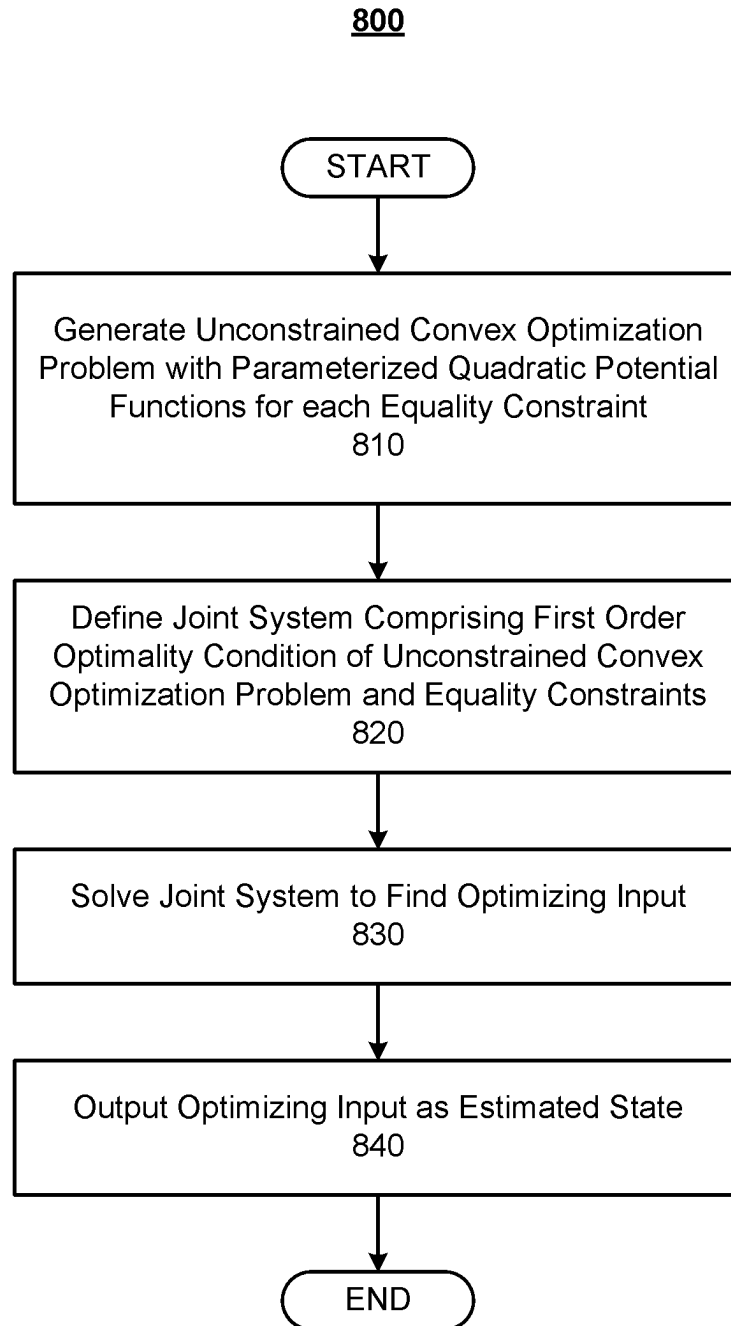 800
START
Generate Unconstrained Convex Optimization
Problem with Parameterized Quadratic Potential
Functions for each Equality Constraint
810
Define Joint System Comprising First Order
Optimality Condition of Unconstrained Convex
Optimization Problem and Equality Constraints
820
Solve Joint System to Find Optimizing Input
830
Output Optimizing Input as Estimated State
840
END